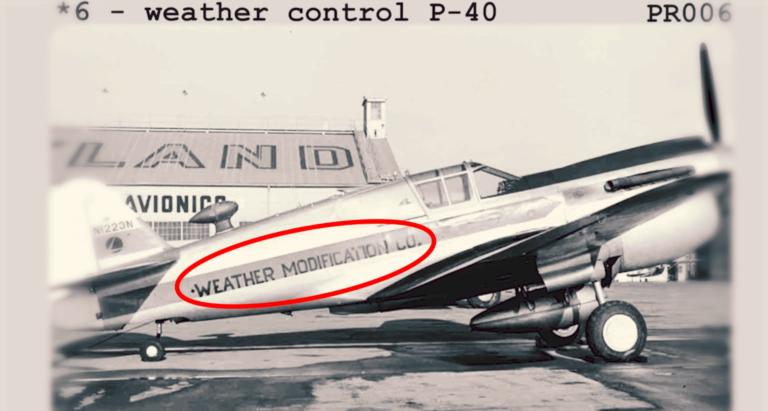 *6 - weather control P-40 PR006
LAND
AVIONICS
N1223N
·WEATHER MODIFICATION CO.